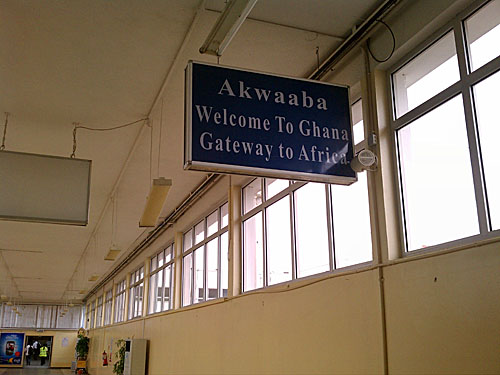 Akwaaba
Welcome To Ghana
Gateway to Africa